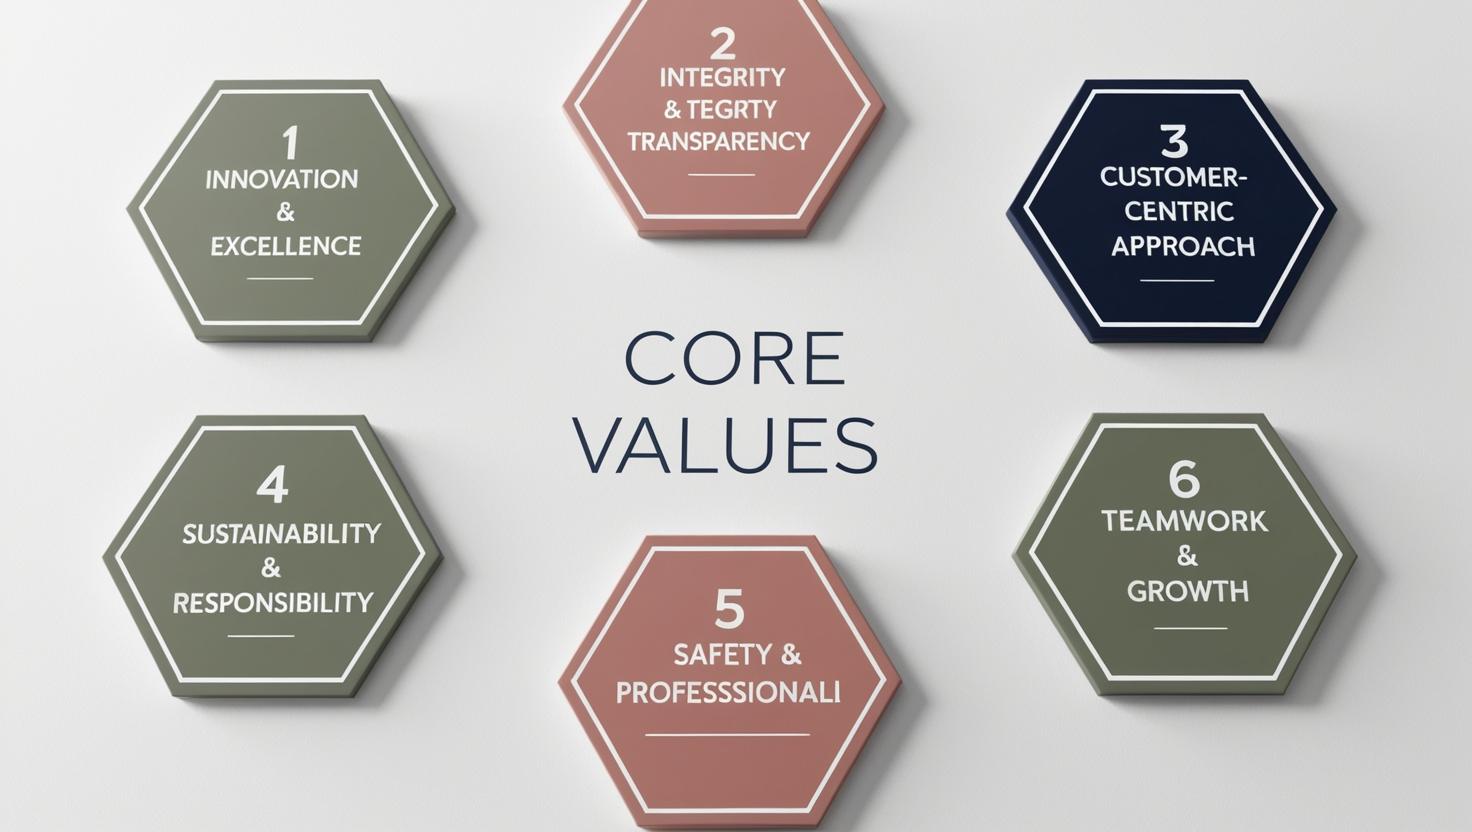 1
INNOVATION
&
EXCELLENCE
2
INTEGRITY
& TEGRTY
TRANSPARENCY
3
CUSTOMER-
CENTRIC
APPROACH
CORE
VALUES
4
SUSTAINABILITY
&
RESPONSIBILITY
5
SAFETY &
PROFESSSIONALI
6
TEAMWORK
&
GROWTH